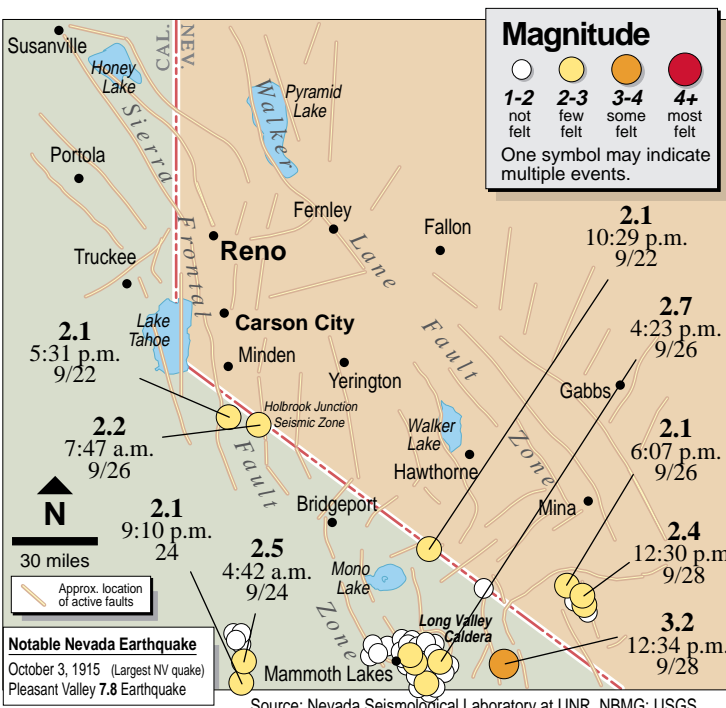 Susanville
CAL.
NEV.
Honey
Lake
Pyramid
Lake
Magnitude
1-2
not
felt
2-3
few
felt
3-4
some
felt
4+
most
felt
One symbol may indicate
multiple events.
Portola
Sierra
Frontal
Fault
Zone
Walker
Lane
Fault
Zone
Fernley
Fallon
Reno
Truckee
Lake
Tahoe
Carson City
Minden
Yerington
Gabbs
2.1
10:29 p.m.
9/22
2.7
4:23 p.m.
9/26
2.1
5:31 p.m.
9/22
2.2
7:47 a.m.
9/26
Holbrook Junction
Seismic Zone
Walker
Lake
Hawthorne
Mina
2.1
6:07 p.m.
9/26
2.4
12:30 p.m
9/28
3.2
12:34 p.m.
9/28
N
30 miles
2.1
9:10 p.m.
24
2.5
4:42 a.m.
9/24
Bridgeport
Mono
Lake
Long Valley
Caldera
Mammoth Lakes
Approx. location
of active faults
Notable Nevada Earthquake
October 3, 1915 (Largest NV quake)
Pleasant Valley 7.8 Earthquake
Source: Nevada Seismological Laboratory at UNR, NBMG; USGS